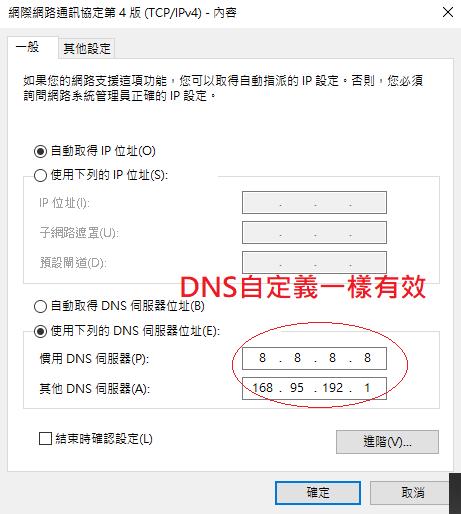 網際網路通訊協定第 4 版 (TCP/IPv4) - 內容
一般
其他設定
如果您的網路支援這項功能，您可以取得自動指派的 IP 設定。否則，您必須
詢問網路系統管理員正確的 IP 設定。
自動取得 IP 位址(O)
使用下列的 IP 位址(S):
IP 位址(I):
子網路遮罩(U):
預設閘道(D):
DNS自定義一樣有效
自動取得 DNS 伺服器位址(B)
使用下列的 DNS 伺服器位址(E):
慣用 DNS 伺服器(P):
8 . 8 . 8 . 8
其他 DNS 伺服器(A):
168 . 95 . 192 . 1
結束時確認設定(L)
進階(V)...
確定
取消